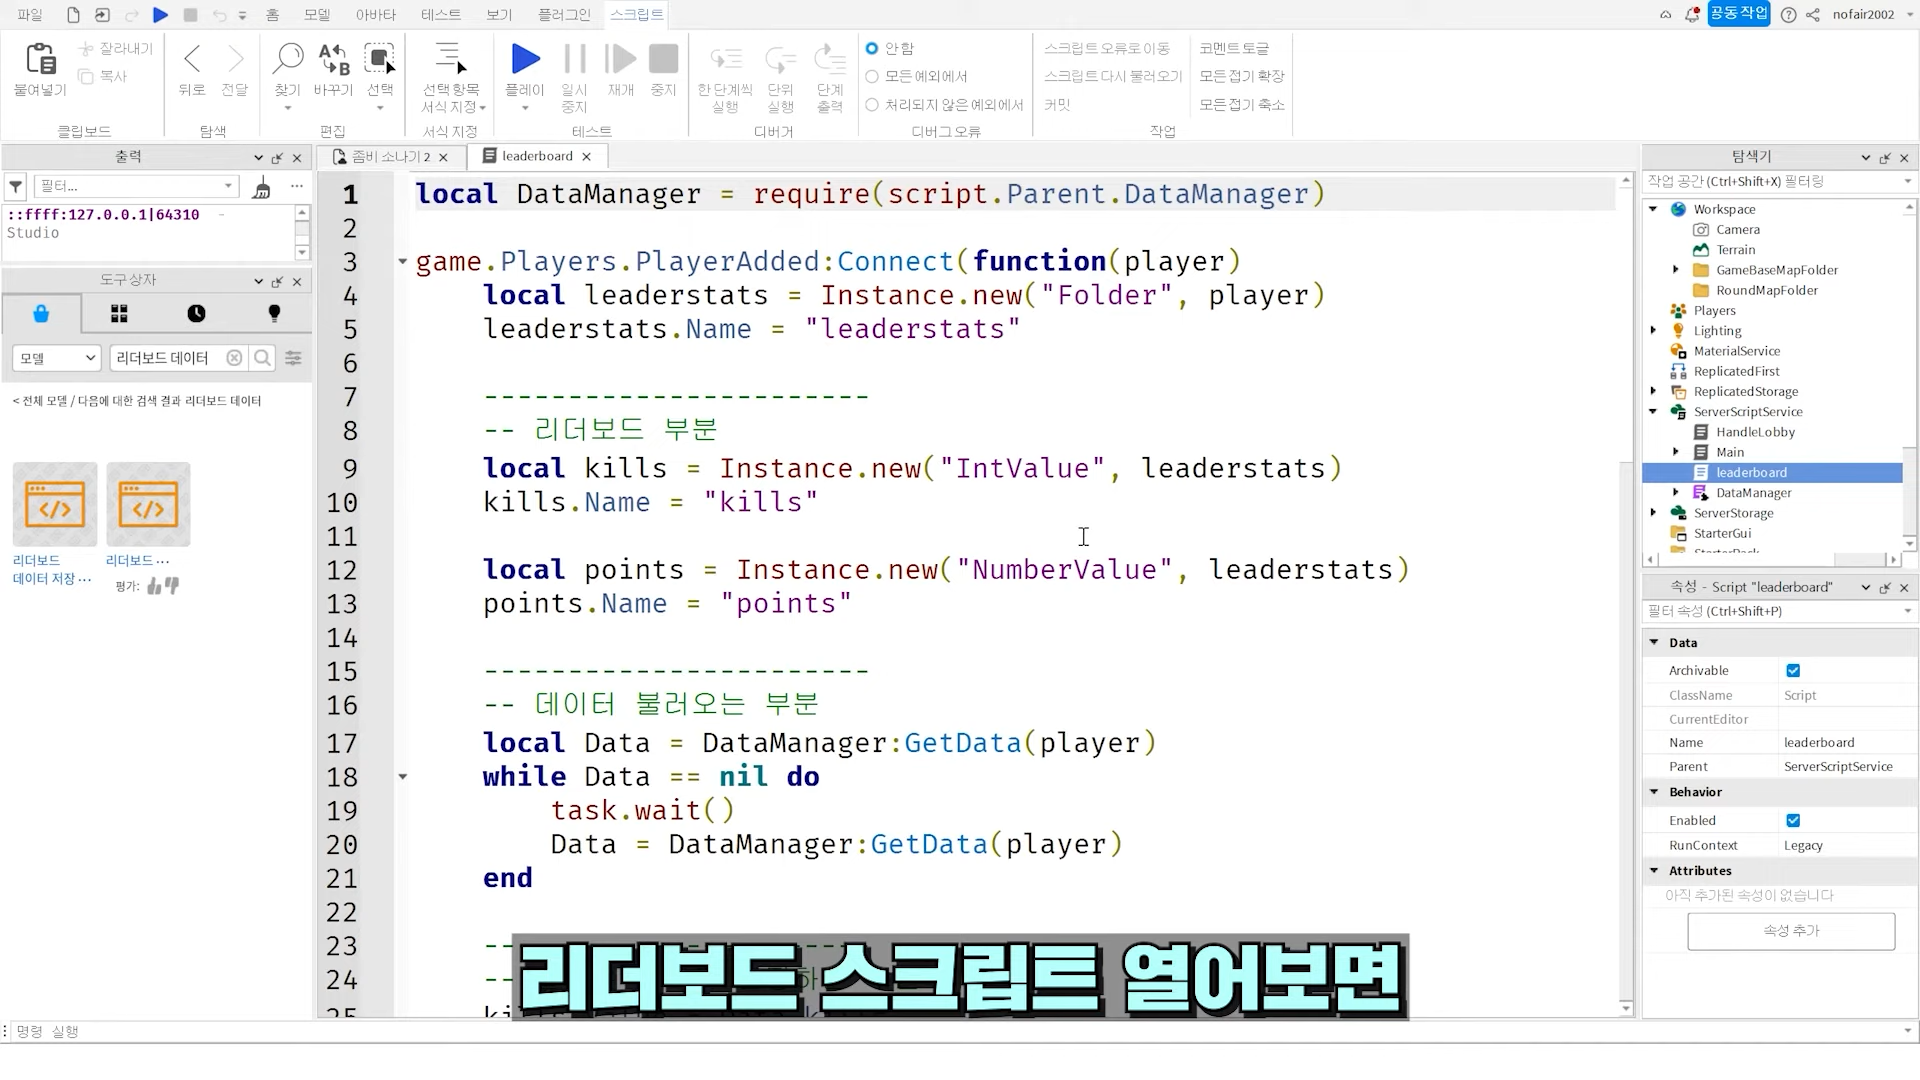 파일 홈 모델 아바타 테스트 보기 플러그인 스크립트 공동 작업 nofair2002
붙여넣기 잘라내기 복사 클립보드
뒤로 전달 탐색
찾기 바꾸기 선택 편집
선택 항목 서식 지정 서식 지정
플레이 일시 중지 재개 중지 테스트
한 단계씩 실행 단위 실행 단계 출력 디버거
안 함
모든 예외에서
처리되지 않은 예외에서
디버그 오류
스크립트 오류로 이동 코멘트 토글
스크립트 다시 불러오기 모든 접기 확장
커밋 모든 접기 축소
작업
출력
필터...
::ffff:127.0.0.1|64310 -
Studio
도구 상자
모델 리더보드 데이터
< 전체 모델 / 다음에 대한 검색 결과 리더보드 데이터
리더보드 데이터 저장 ...
리더보드 ...
평가:
좀비 소나기 2
leaderboard
1 local DataManager = require(script.Parent.DataManager)
2
3 game.Players.PlayerAdded:Connect(function(player)
4 local leaderstats = Instance.new("Folder", player)
5 leaderstats.Name = "leaderstats"
6
7 -----------------------
8 -- 리더보드 부분
9 local kills = Instance.new("IntValue", leaderstats)
10 kills.Name = "kills"
11
12 local points = Instance.new("NumberValue", leaderstats)
13 points.Name = "points"
14
15 -----------------------
16 -- 데이터 불러오는 부분
17 local Data = DataManager:GetData(player)
18 while Data == nil do
19 task.wait()
20 Data = DataManager:GetData(player)
21 end
22
23
24
25
리더보드 스크립트 열어보면
명령 실행
탐색기
작업 공간 (Ctrl+Shift+X) 필터링
Workspace
Camera
Terrain
GameBaseMapFolder
RoundMapFolder
Players
Lighting
MaterialService
ReplicatedFirst
ReplicatedStorage
ServerScriptService
HandleLobby
Main
leaderboard
DataManager
ServerStorage
StarterGui
StarterPack
속성 - Script "leaderboard"
필터 속성 (Ctrl+Shift+P)
Data
Archivable
ClassName Script
CurrentEditor
Name leaderboard
Parent ServerScriptService
Behavior
Enabled
RunContext Legacy
Attributes
아직 추가된 속성이 없습니다
속성 추가